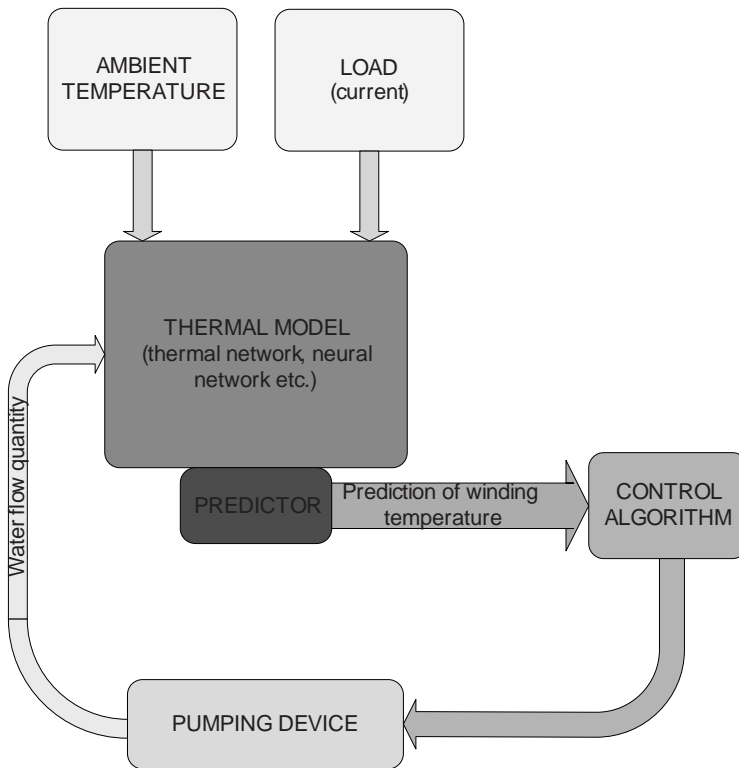 AMBIENT
TEMPERATURE
LOAD
(current)
THERMAL MODEL
(thermal network, neural
network etc.)
Water flow quantity
PREDICTOR
Prediction of winding
temperature
CONTROL
ALGORITHM
PUMPING DEVICE